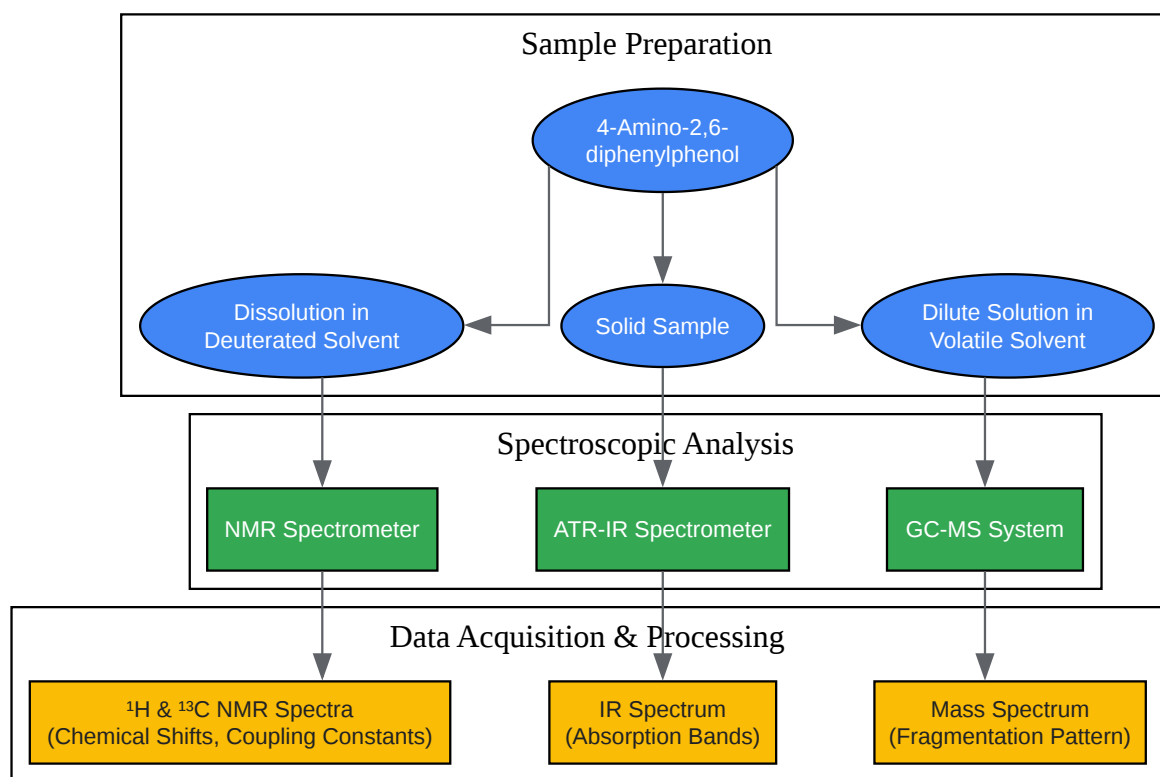 Sample Preparation
4-Amino-2,6-
diphenylphenol
Dissolution in
Deuterated Solvent
Solid Sample
Dilute Solution in
Volatile Solvent
Spectroscopic Analysis
NMR Spectrometer
ATR-IR Spectrometer
GC-MS System
Data Acquisition & Processing
¹H & ¹³C NMR Spectra
(Chemical Shifts, Coupling Constants)
IR Spectrum
(Absorption Bands)
Mass Spectrum
(Fragmentation Pattern)